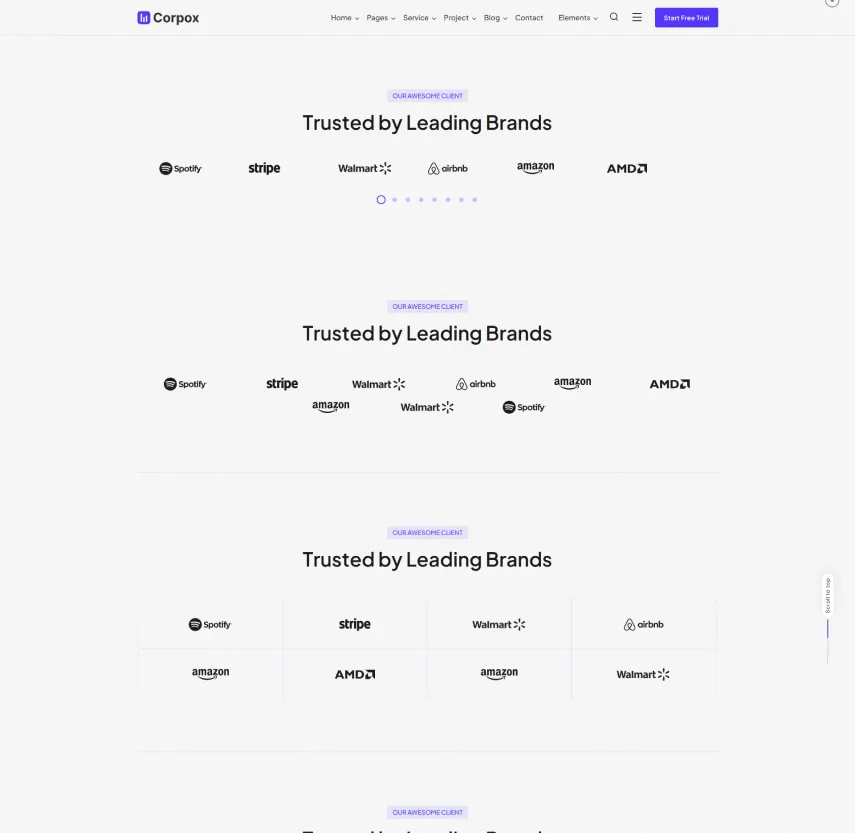 Corpox Home Pages Service Project Blog Contact Elements Start Free Trial
OUR AWESOME CLIENT
Trusted by Leading Brands
Spotify stripe Walmart airbnb amazon AMD
OUR AWESOME CLIENT
Trusted by Leading Brands
Spotify stripe Walmart airbnb amazon AMD
amazon Walmart Spotify
OUR AWESOME CLIENT
Trusted by Leading Brands
Scroll to top
Spotify stripe Walmart airbnb
amazon AMD amazon Walmart
OUR AWESOME CLIENT